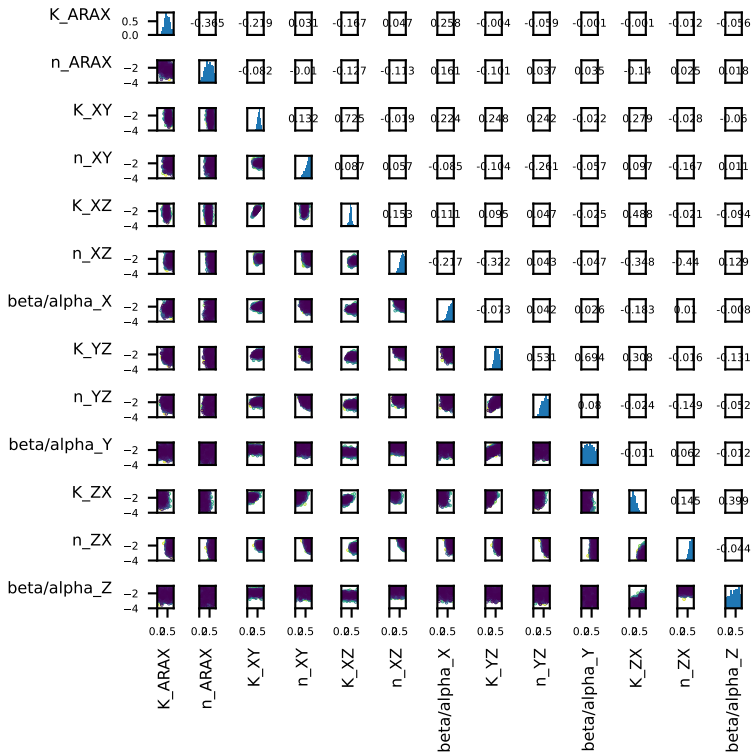 K_ARAX 0.5 0.0 -0.365 -0.219 0.031 -0.167 0.047 0.258 -0.004 -0.059 -0.001 -0.001 -0.012 -0.056
n_ARAX −2 −4 -0.082 -0.01 -0.127 -0.113 0.161 -0.101 0.037 0.035 -0.14 0.025 0.018
K_XY −2 −4 0.132 0.725 -0.019 0.224 0.248 0.242 -0.022 0.279 -0.028 -0.06
n_XY −2 −4 0.087 0.057 -0.085 -0.104 -0.261 -0.057 0.097 -0.167 0.011
K_XZ −2 −4 0.153 0.111 0.095 0.047 -0.025 0.488 -0.021 -0.094
n_XZ −2 −4 -0.217 -0.322 0.043 -0.047 -0.348 -0.44 0.129
beta/alpha_X −2 −4 -0.073 0.042 0.026 -0.183 0.01 -0.008
K_YZ −2 −4 0.531 0.694 0.308 -0.016 -0.131
n_YZ −2 −4 0.08 -0.024 -0.149 -0.052
beta/alpha_Y −2 −4 -0.011 0.062 -0.012
K_ZX −2 −4 0.145 0.399
n_ZX −2 −4 -0.044
beta/alpha_Z −2 −4
K_ARAX n_ARAX K_XY n_XY K_XZ n_XZ beta/alpha_X K_YZ n_YZ beta/alpha_Y K_ZX n_ZX beta/alpha_Z